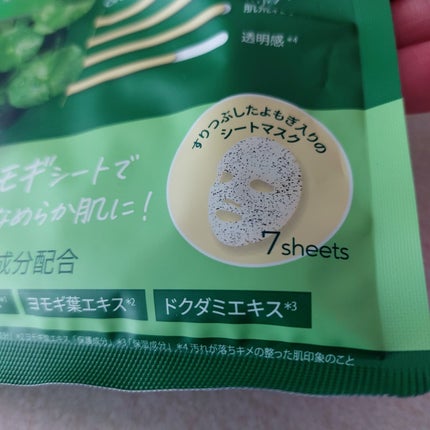 透明感*4
すりつぶしたよもぎ入りの
シートマスク
モギシートで
なめらか肌に!
7sheets
成分配合
ヨモギ葉エキス*2
ドクダミエキス*3
*3「保湿成分」*4 汚れが落ちキメの整った肌印象のこと